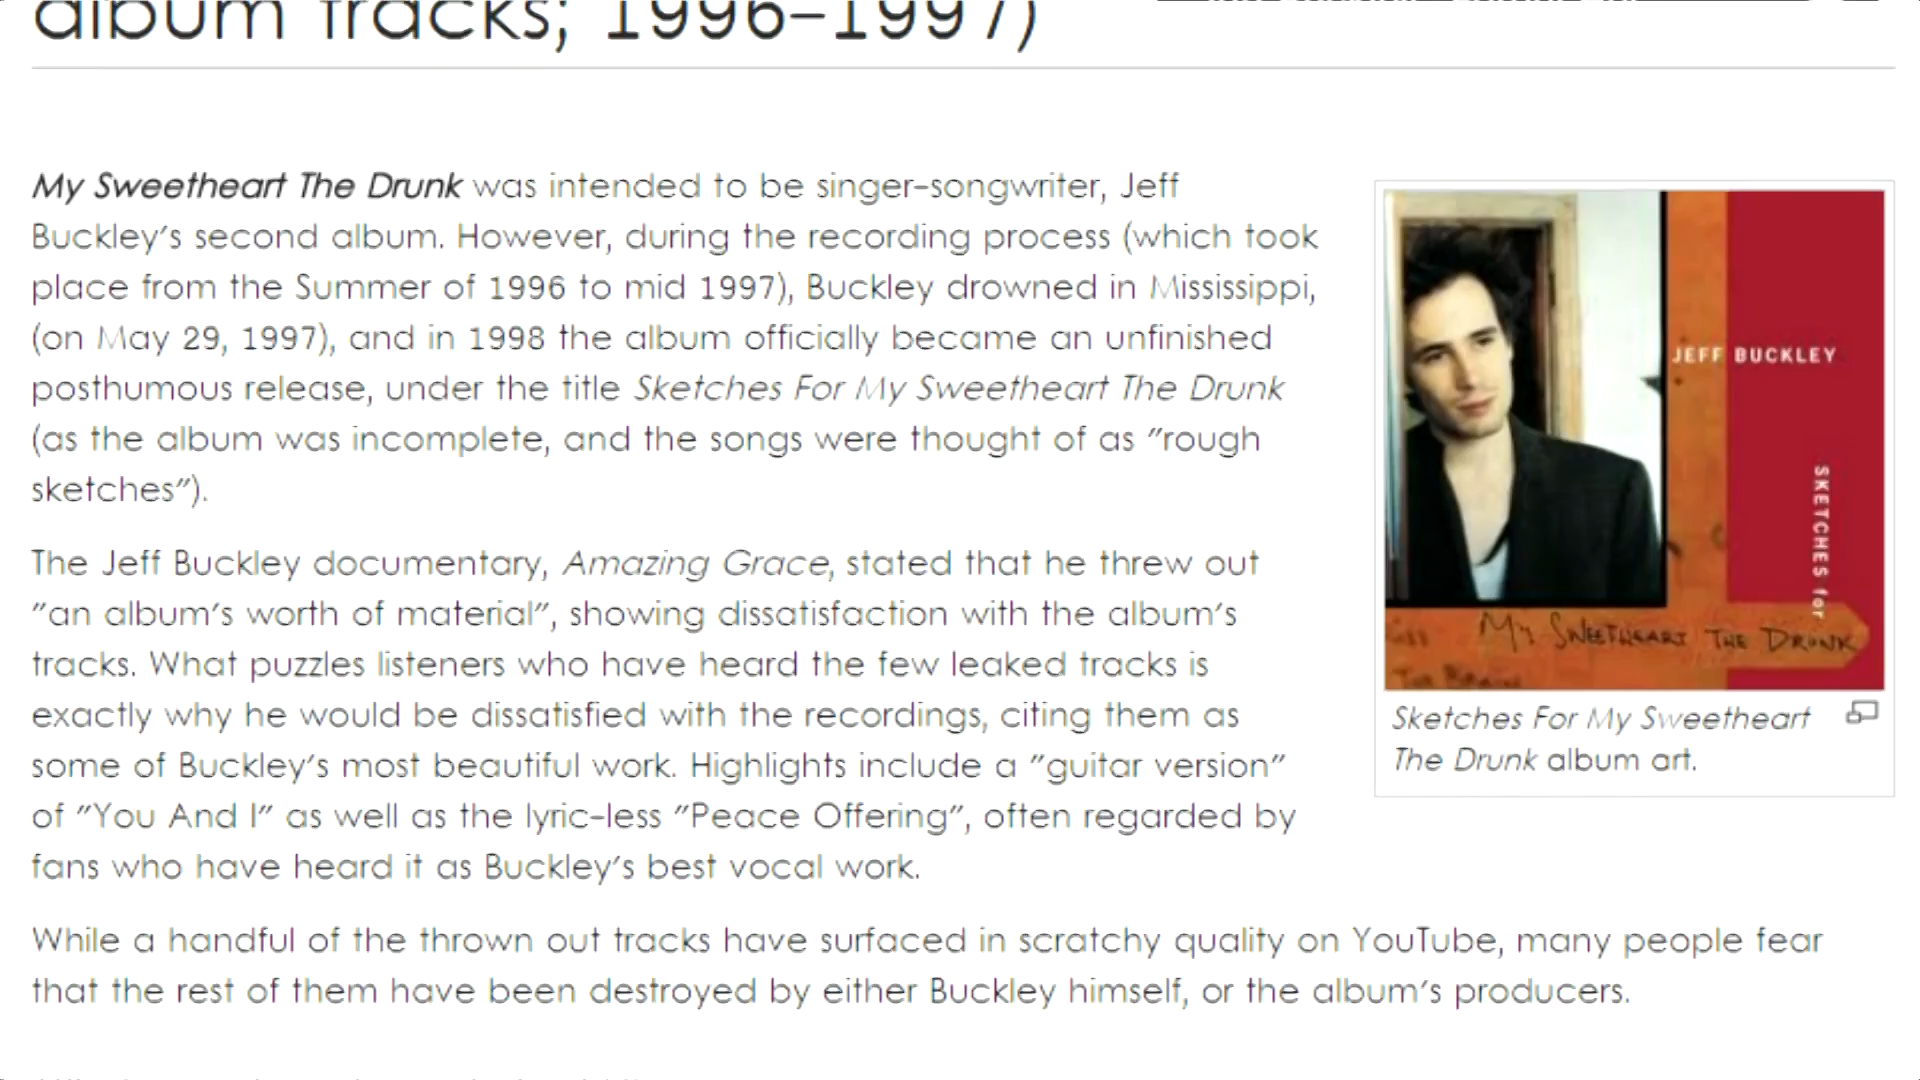 album tracks; 1996–1997)
My Sweetheart The Drunk was intended to be singer-songwriter, Jeff
Buckley's second album. However, during the recording process (which took
place from the Summer of 1996 to mid 1997), Buckley drowned in Mississippi,
(on May 29, 1997), and in 1998 the album officially became an unfinished
posthumous release, under the title Sketches For My Sweetheart The Drunk
(as the album was incomplete, and the songs were thought of as "rough
sketches").
The Jeff Buckley documentary, Amazing Grace, stated that he threw out
"an album's worth of material", showing dissatisfaction with the album's
tracks. What puzzles listeners who have heard the few leaked tracks is
exactly why he would be dissatisfied with the recordings, citing them as
some of Buckley's most beautiful work. Highlights include a "guitar version"
of "You And I" as well as the lyric-less "Peace Offering", often regarded by
fans who have heard it as Buckley's best vocal work.
While a handful of the thrown out tracks have surfaced in scratchy quality on YouTube, many people fear
that the rest of them have been destroyed by either Buckley himself, or the album's producers.
JEFF BUCKLEY
SKETCHES for
My SWEETHEART THE DRUNK
Sketches For My Sweetheart
The Drunk album art.